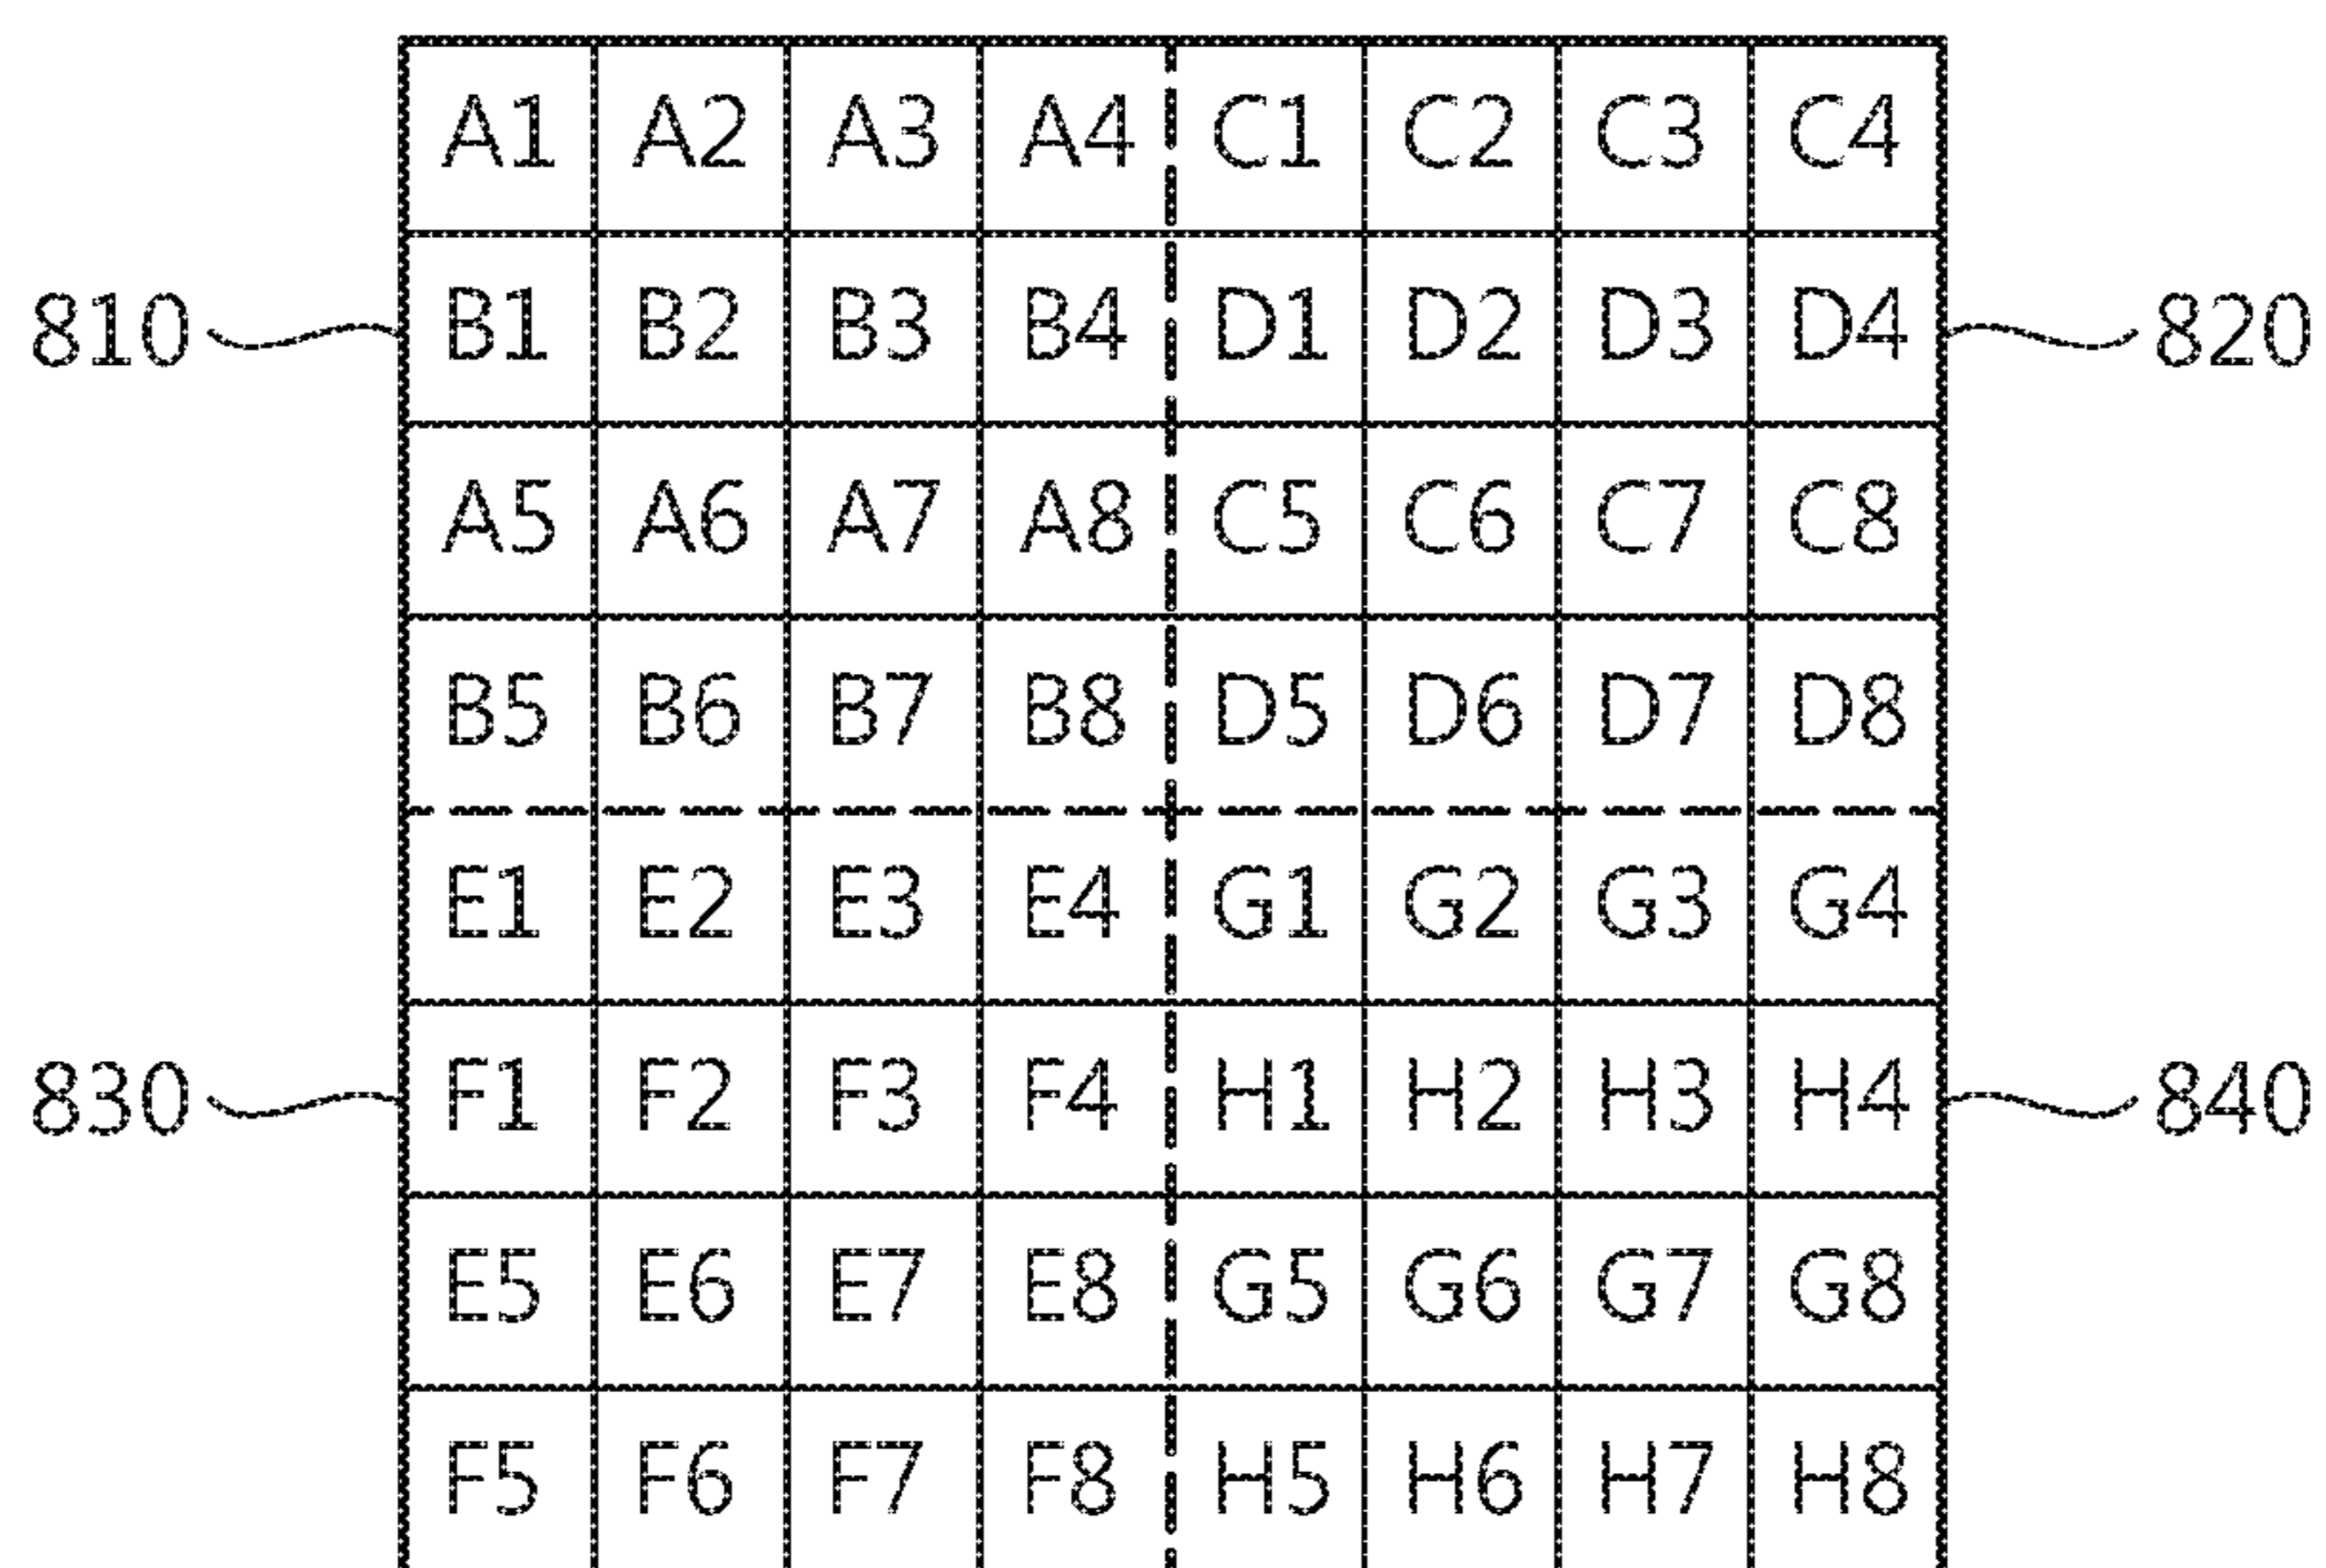 A1 A2 A3 A4 C1 C2 C3 C4
810 B1 B2 B3 B4 D1 D2 D3 D4 820
A5 A6 A7 A8 C5 C6 C7 C8
B5 B6 B7 B8 D5 D6 D7 D8
E1 E2 E3 E4 G1 G2 G3 G4
830 F1 F2 F3 F4 H1 H2 H3 H4 840
E5 E6 E7 E8 G5 G6 G7 G8
F5 F6 F7 F8 H5 H6 H7 H8